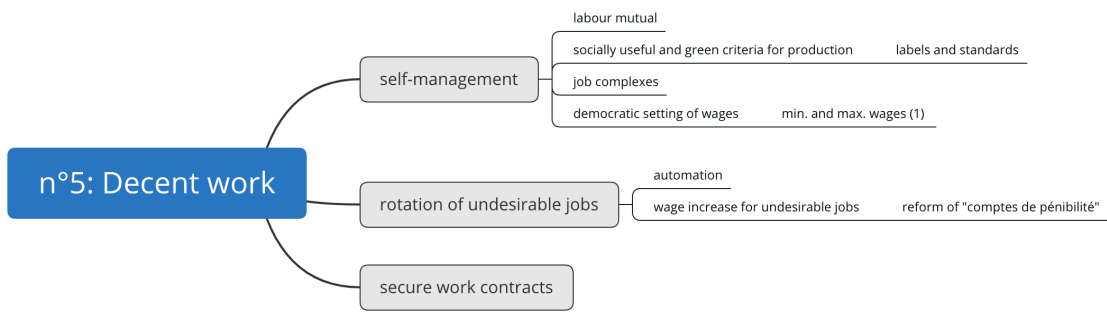 n°5: Decent work
self-management
labour mutual
socially useful and green criteria for production
labels and standards
job complexes
democratic setting of wages
min. and max. wages (1)
rotation of undesirable jobs
automation
wage increase for undesirable jobs
reform of "comptes de pénibilité"
secure work contracts